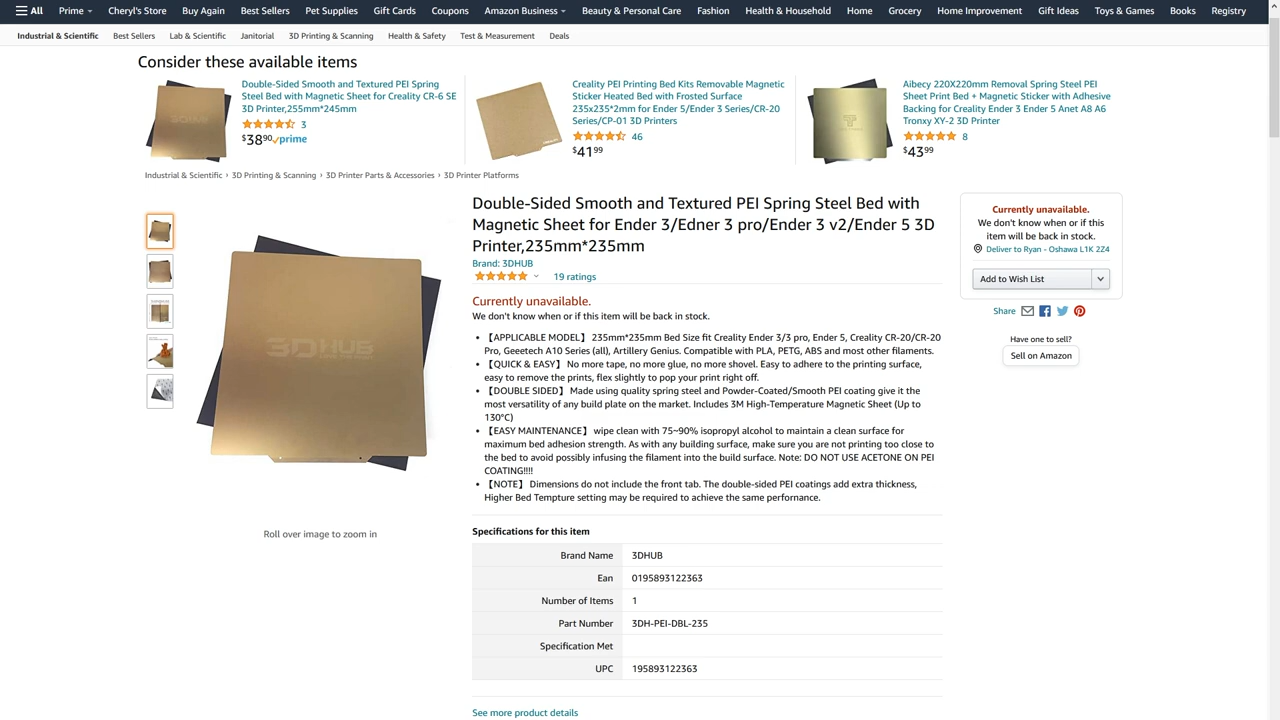 All Prime Cheryl's Store Buy Again Best Sellers Pet Supplies Gift Cards Coupons Amazon Business Beauty & Personal Care Fashion Health & Household Home Grocery Home Improvement Gift Ideas Toys & Games Books Registry
Industrial & Scientific Best Sellers Lab & Scientific Janitorial 3D Printing & Scanning Health & Safety Test & Measurement Deals
Consider these available items
Double-Sided Smooth and Textured PEI Spring
Steel Bed with Magnetic Sheet for Creality CR-6 SE
3D Printer,255mm*245mm
3
$3890 prime
Creality PEI Printing Bed Kits Removable Magnetic
Sticker Heated Bed with Frosted Surface
235x235*2mm for Ender 5/Ender 3 Series/CR-20
Series/CP-01 3D Printers
46
$4199
Aibecy 220X220mm Removal Spring Steel PEI
Sheet Print Bed + Magnetic Sticker with Adhesive
Backing for Creality Ender 3 Ender 5 Anet A8 A6
Tronxy XY-2 3D Printer
8
$4399
Industrial & Scientific › 3D Printing & Scanning › 3D Printer Parts & Accessories › 3D Printer Platforms
3DHUB
Roll over image to zoom in
Double-Sided Smooth and Textured PEI Spring Steel Bed with
Magnetic Sheet for Ender 3/Edner 3 pro/Ender 3 v2/Ender 5 3D
Printer,235mm*235mm
Brand: 3DHUB
19 ratings
Currently unavailable.
We don't know when or if this item will be back in stock.
• 【APPLICABLE MODEL】 235mm*235mm Bed Size fit Creality Ender 3/3 pro, Ender 5, Creality CR-20/CR-20
Pro, Geeetech A10 Series (all), Artillery Genius. Compatible with PLA, PETG, ABS and most other filaments.
• 【QUICK & EASY】 No more tape, no more glue, no more shovel. Easy to adhere to the printing surface,
easy to remove the prints, flex slightly to pop your print right off.
• 【DOUBLE SIDED】 Made using quality spring steel and Powder-Coated/Smooth PEI coating give it the
most versatility of any build plate on the market. Includes 3M High-Temperature Magnetic Sheet (Up to
130°C)
• 【EASY MAINTENANCE】 wipe clean with 75~90% isopropyl alcohol to maintain a clean surface for
maximum bed adhesion strength. As with any building surface, make sure you are not printing too close to
the bed to avoid possibly infusing the filament into the build surface. Note: DO NOT USE ACETONE ON PEI
COATING!!!!
• 【NOTE】 Dimensions do not include the front tab. The double-sided PEI coatings add extra thickness,
Higher Bed Tempture setting may be required to achieve the same perfornance.
Specifications for this item
Brand Name 3DHUB
Ean 0195893122363
Number of Items 1
Part Number 3DH-PEI-DBL-235
Specification Met
UPC 195893122363
See more product details
Currently unavailable.
We don't know when or if this
item will be back in stock.
Deliver to Ryan - Oshawa L1K 2Z4
Add to Wish List
Share
Have one to sell?
Sell on Amazon